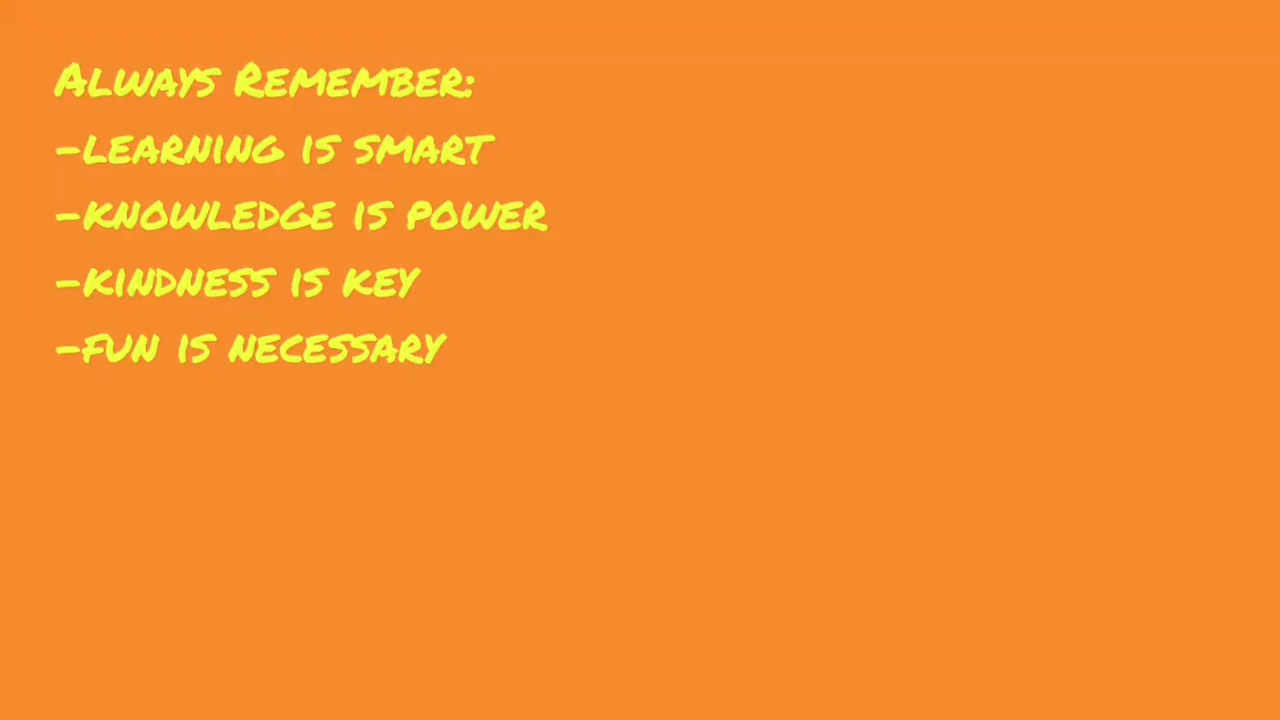 Always Remember:
-learning is smart
-knowledge is power
-kindness is key
-fun is necessary